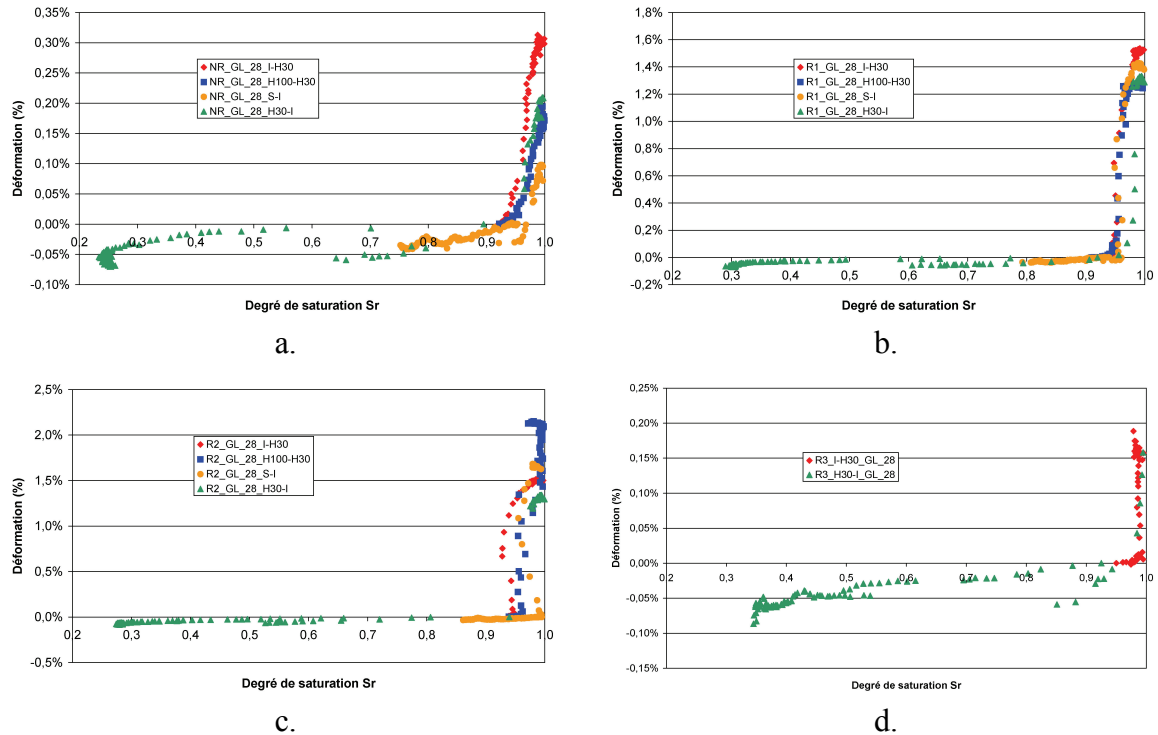 0,35%
0,30%
0,25%
0,20%
0,15%
0,10%
0,05%
0,00%
-0,05%
-0,10%
Déformation (%)
NR_GL_28_I-H30
NR_GL_28_H100-H30
NR_GL_28_S-I
NR_GL_28_H30-I
0,2 0,3 0,4 0,5 0,6 0,7 0,8 0,9 1,0
Degré de saturation Sr
a.
1,8%
1,6%
1,4%
1,2%
1,0%
0,8%
0,6%
0,4%
0,2%
0,0%
-0,2%
Déformation (%)
R1_GL_28_I-H30
R1_GL_28_H100-H30
R1_GL_28_S-I
R1_GL_28_H30-I
0,2 0,3 0,4 0,5 0,6 0,7 0,8 0,9 1,0
Degré de saturation Sr
b.
2,5%
2,0%
1,5%
1,0%
0,5%
0,0%
-0,5%
Déformation (%)
R2_GL_28_I-H30
R2_GL_28_H100-H30
R2_GL_28_S-I
R2_GL_28_H30-I
0,2 0,3 0,4 0,5 0,6 0,7 0,8 0,9 1,0
Degré de saturation Sr
c.
0,25%
0,20%
0,15%
0,10%
0,05%
0,00%
-0,05%
-0,10%
-0,15%
Déformation (%)
R3_I-H30_GL_28
R3_H30-I_GL_28
0,2 0,3 0,4 0,5 0,6 0,7 0,8 0,9 1,0
Degré de saturation Sr
d.